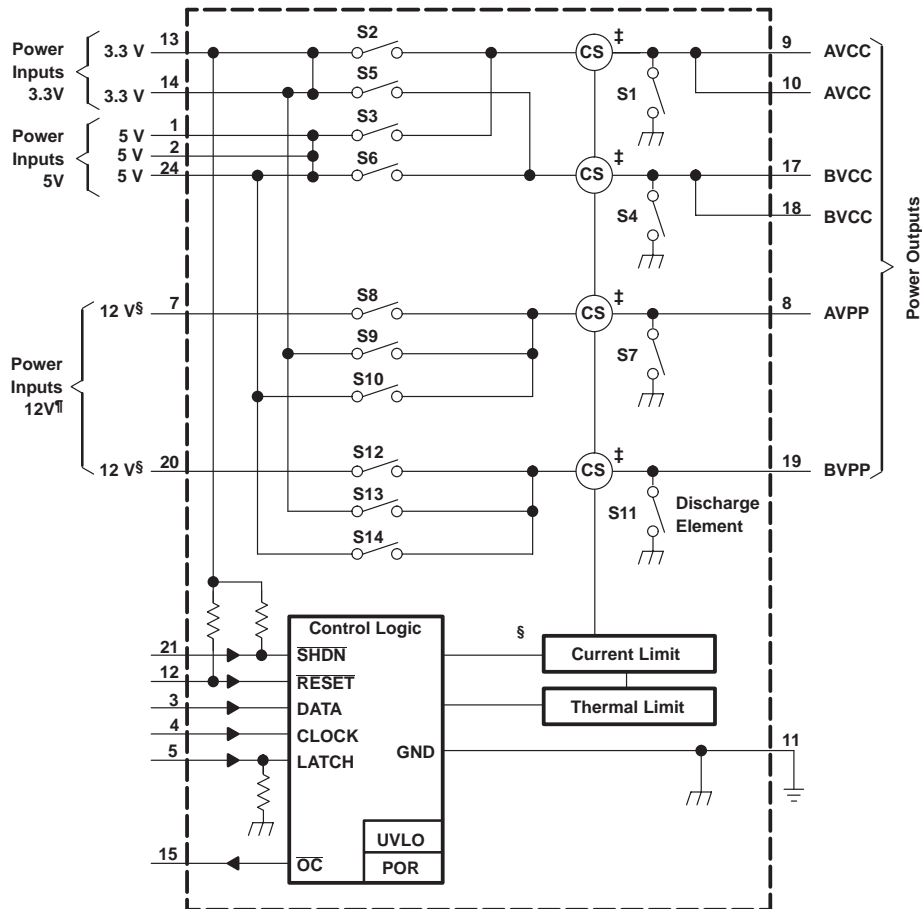 Power
Inputs
3.3V
13
3.3 V
S2
CS
‡
9
AVCC
14
3.3 V
S5
S1
10
AVCC
Power
Inputs
5V
1
5 V
S3
2
5 V
24
5 V
S6
CS
‡
17
BVCC
S4
18
BVCC
Power Outputs
12 V§
7
S8
CS
‡
8
AVPP
S9
S7
Power
Inputs
12V¶
S10
12 V§
20
S12
CS
‡
19
BVPP
S13
S11
Discharge
Element
S14
Control Logic
§
Current Limit
Thermal Limit
21
SHDN
12
RESET
3
DATA
4
CLOCK
5
LATCH
GND
11
UVLO
15
OC
POR